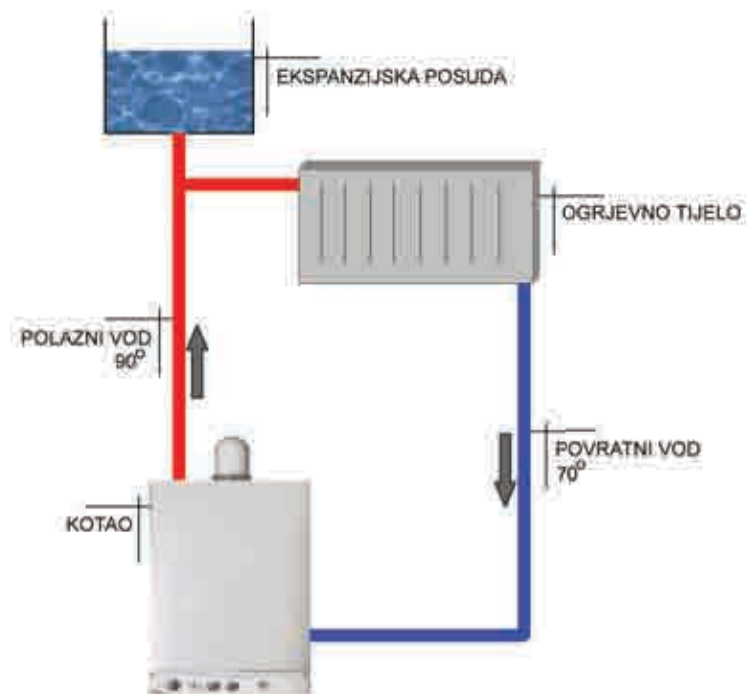 EKSPANZIJSKA POSUDA
OGRJEVNO TIJELO
POLAZNI VOD
90°
POVRATNI VOD
70°
KOTAO